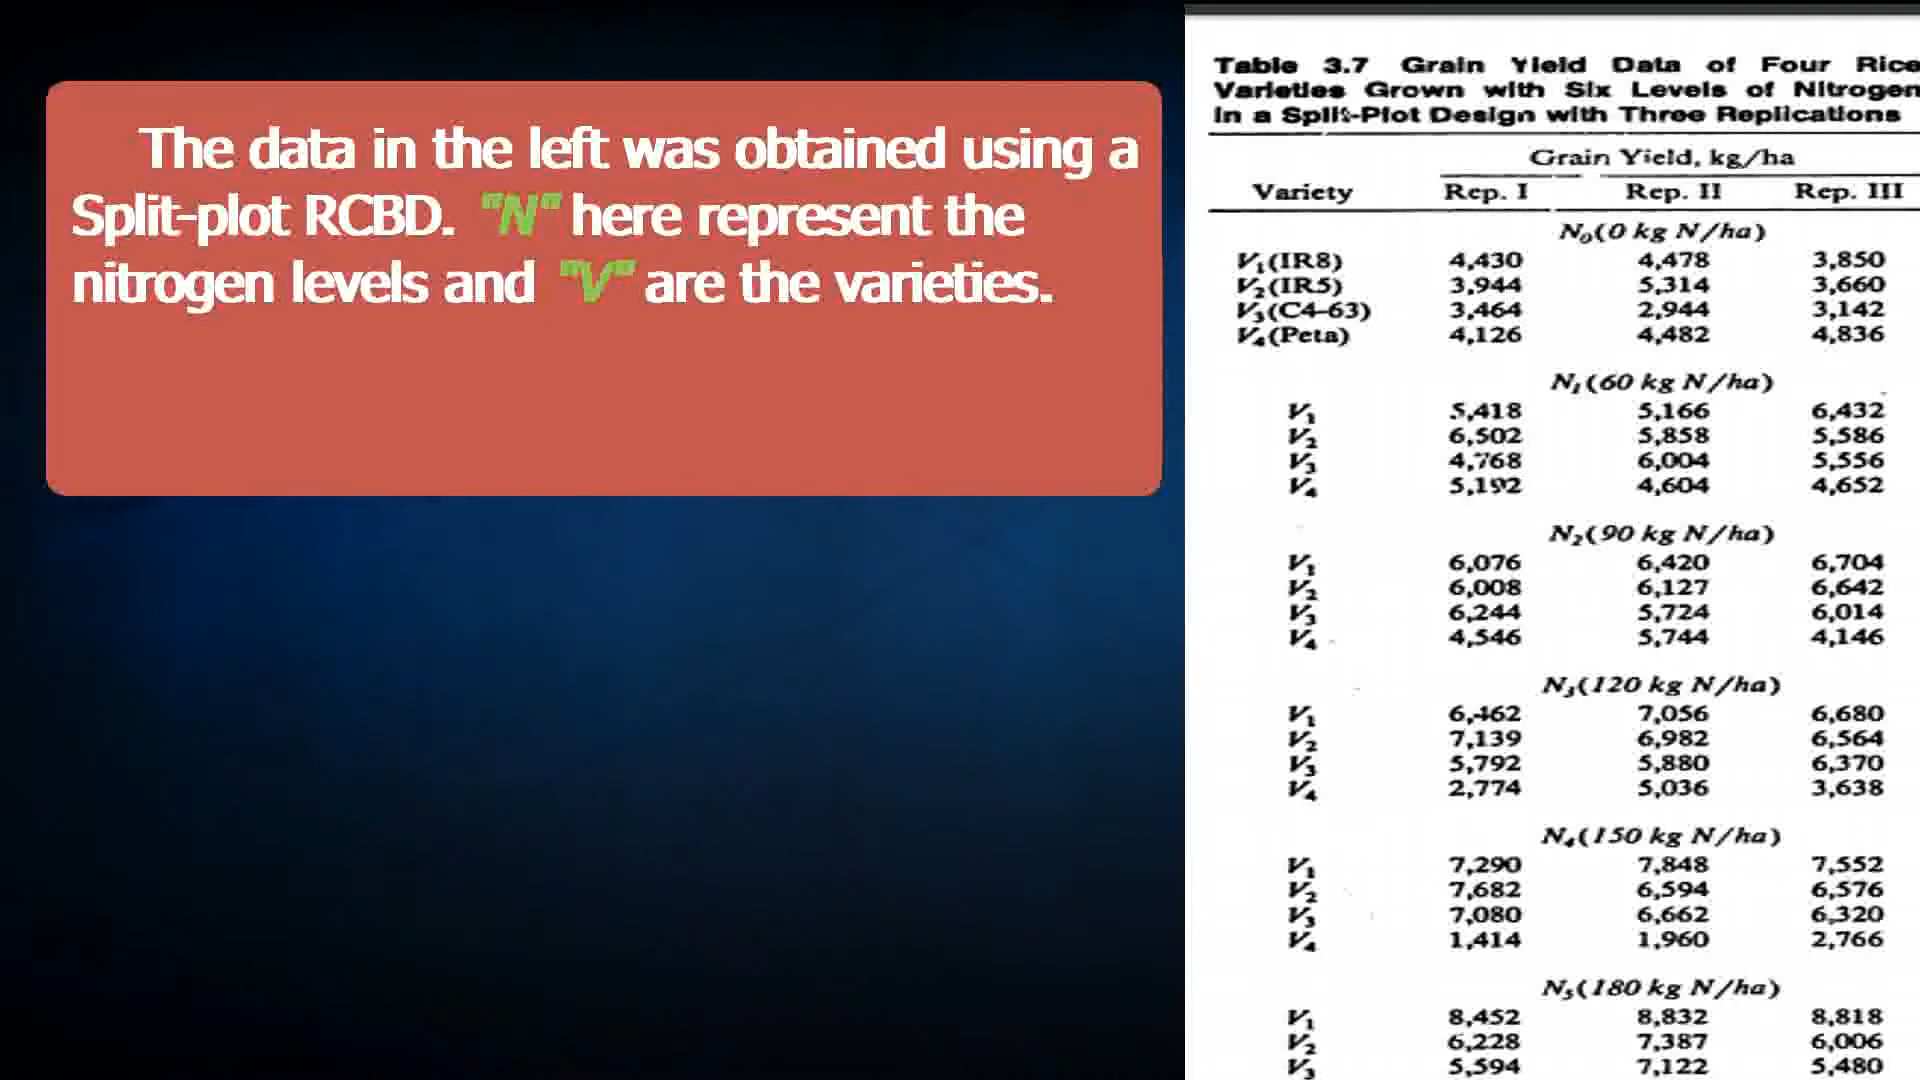 The data in the left was obtained using a
Split-plot RCBD. "N" here represent the
nitrogen levels and "V" are the varieties.
Table 3.7 Grain Yield Data of Four Rice
Varieties Grown with Six Levels of Nitrogen
in a Split-Plot Design with Three Replications
Grain Yield, kg/ha
Variety Rep. I Rep. II Rep. III
N₀(0 kg N/ha)
V₁(IR8) 4,430 4,478 3,850
V₂(IR5) 3,944 5,314 3,660
V₃(C4-63) 3,464 2,944 3,142
V₄(Peta) 4,126 4,482 4,836
N₁(60 kg N/ha)
V₁ 5,418 5,166 6,432
V₂ 6,502 5,858 5,586
V₃ 4,768 6,004 5,556
V₄ 5,192 4,604 4,652
N₂(90 kg N/ha)
V₁ 6,076 6,420 6,704
V₂ 6,008 6,127 6,642
V₃ 6,244 5,724 6,014
V₄ 4,546 5,744 4,146
N₃(120 kg N/ha)
V₁ 6,462 7,056 6,680
V₂ 7,139 6,982 6,564
V₃ 5,792 5,880 6,370
V₄ 2,774 5,036 3,638
N₄(150 kg N/ha)
V₁ 7,290 7,848 7,552
V₂ 7,682 6,594 6,576
V₃ 7,080 6,662 6,320
V₄ 1,414 1,960 2,766
N₅(180 kg N/ha)
V₁ 8,452 8,832 8,818
V₂ 6,228 7,387 6,006
V₃ 5,594 7,122 5,480